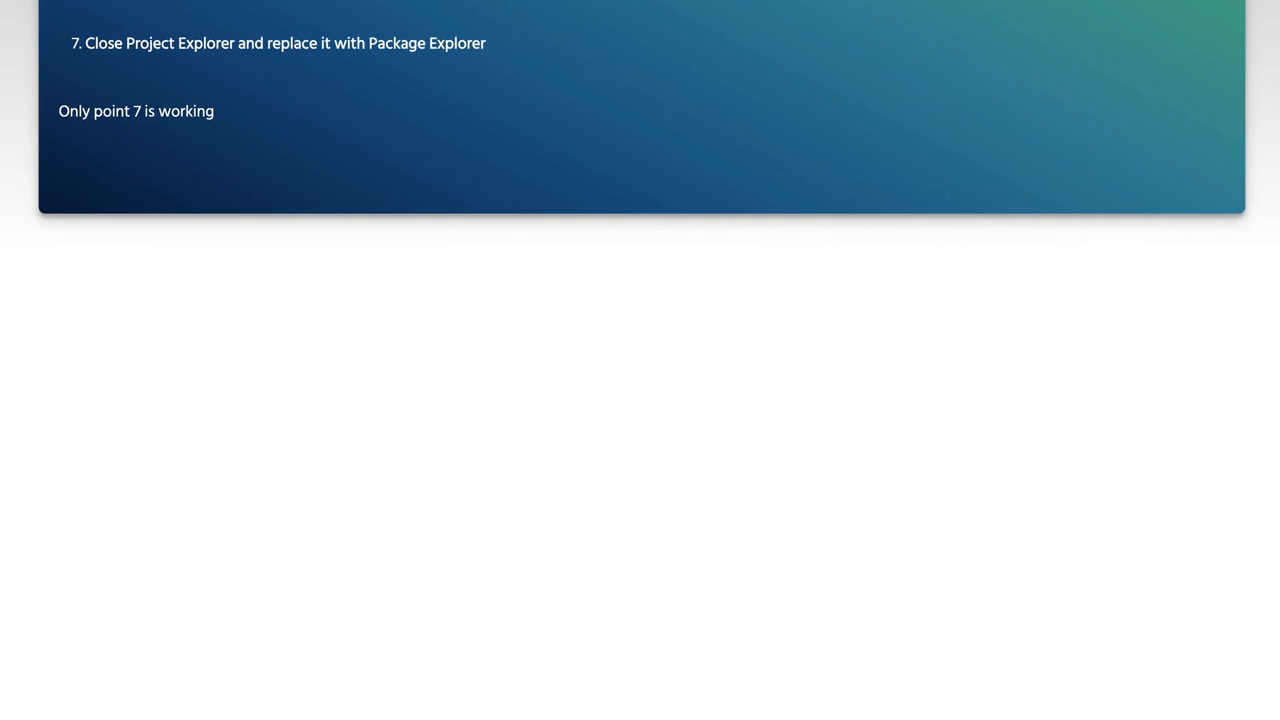 7. Close Project Explorer and replace it with Package Explorer
Only point 7 is working